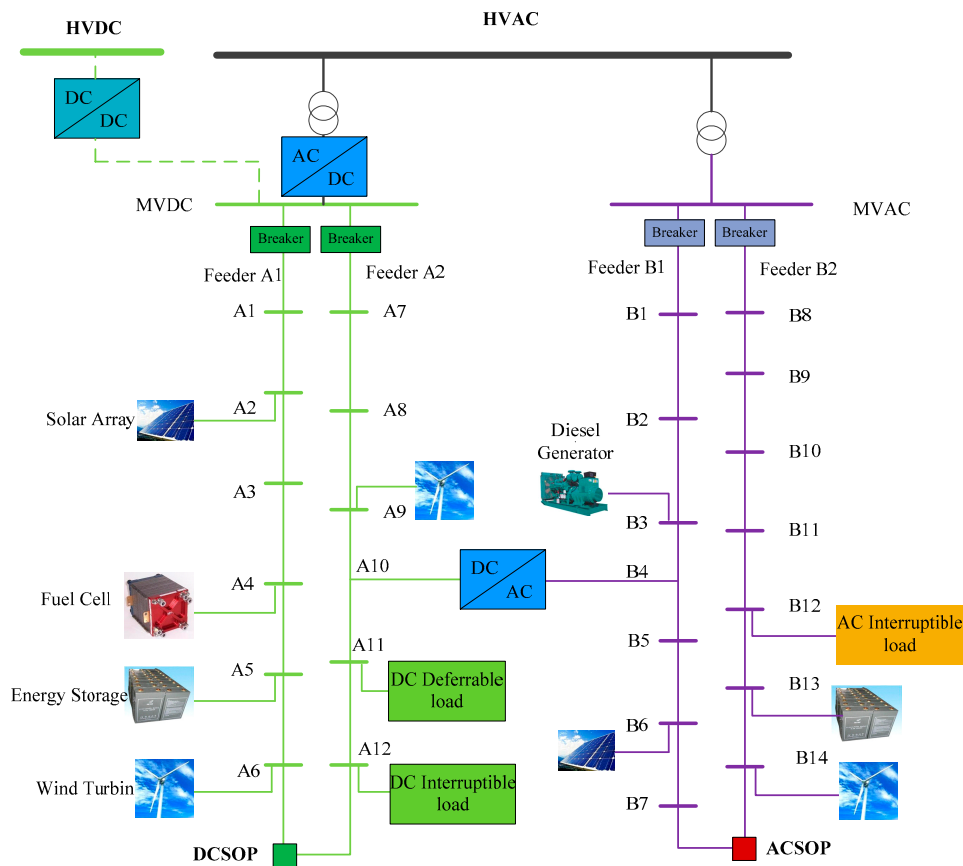 HVDC
HVAC
DC
DC
AC
DC
MVDC
MVAC
Breaker
Breaker
Breaker
Breaker
Feeder A1
Feeder A2
Feeder B1
Feeder B2
A1
A7
B1
B8
B9
A2
A8
B2
Solar Array
Diesel
Generator
B10
A3
A9
B3
B11
A10
DC
AC
B4
A4
Fuel Cell
B12
AC Interruptible
load
A11
B5
A5
DC Deferrable
load
B13
Energy Storage
B6
A12
B14
A6
Wind Turbin
DC Interruptible
load
B7
DCSOP
ACSOP